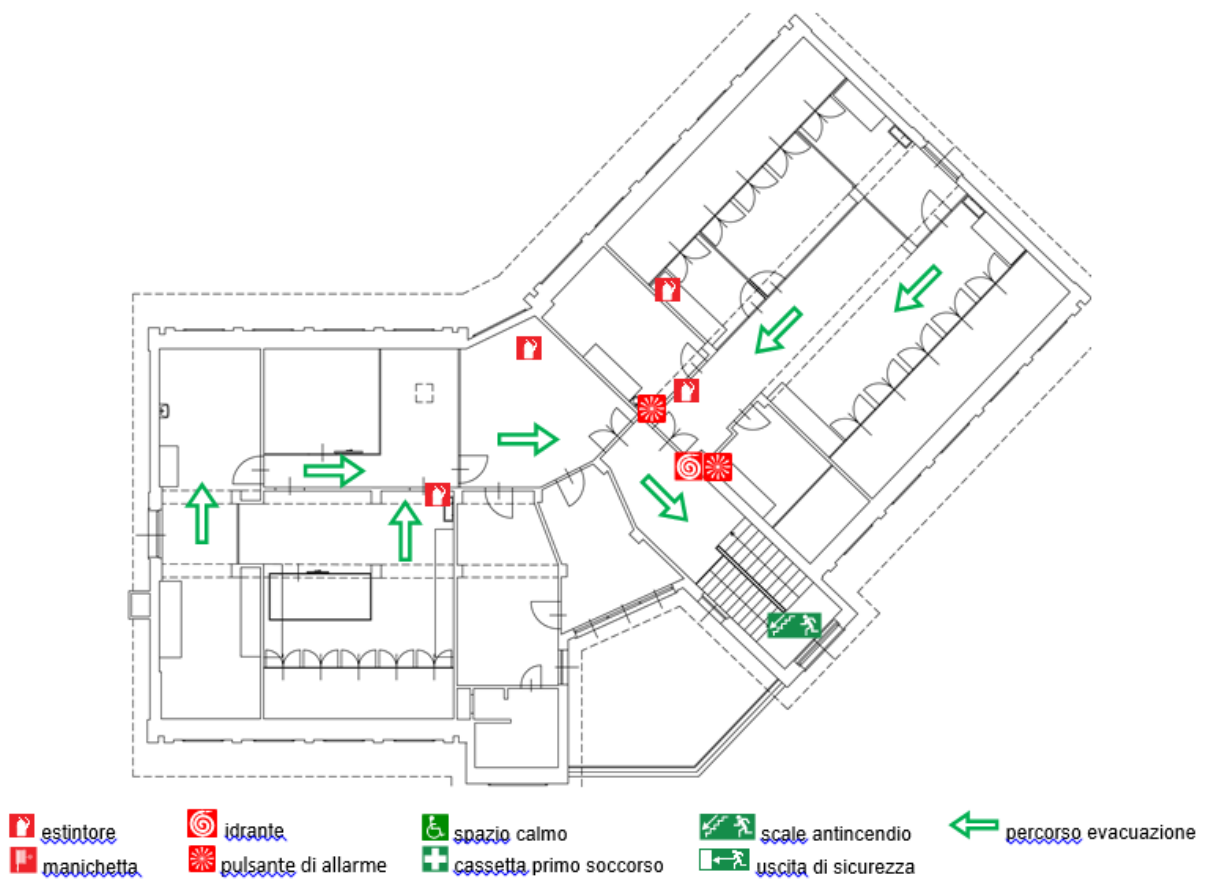 estintore idrante spazio calmo scale antincendio percorso evacuazione
manichetta pulsante di allarme cassetta primo soccorso uscita di sicurezza